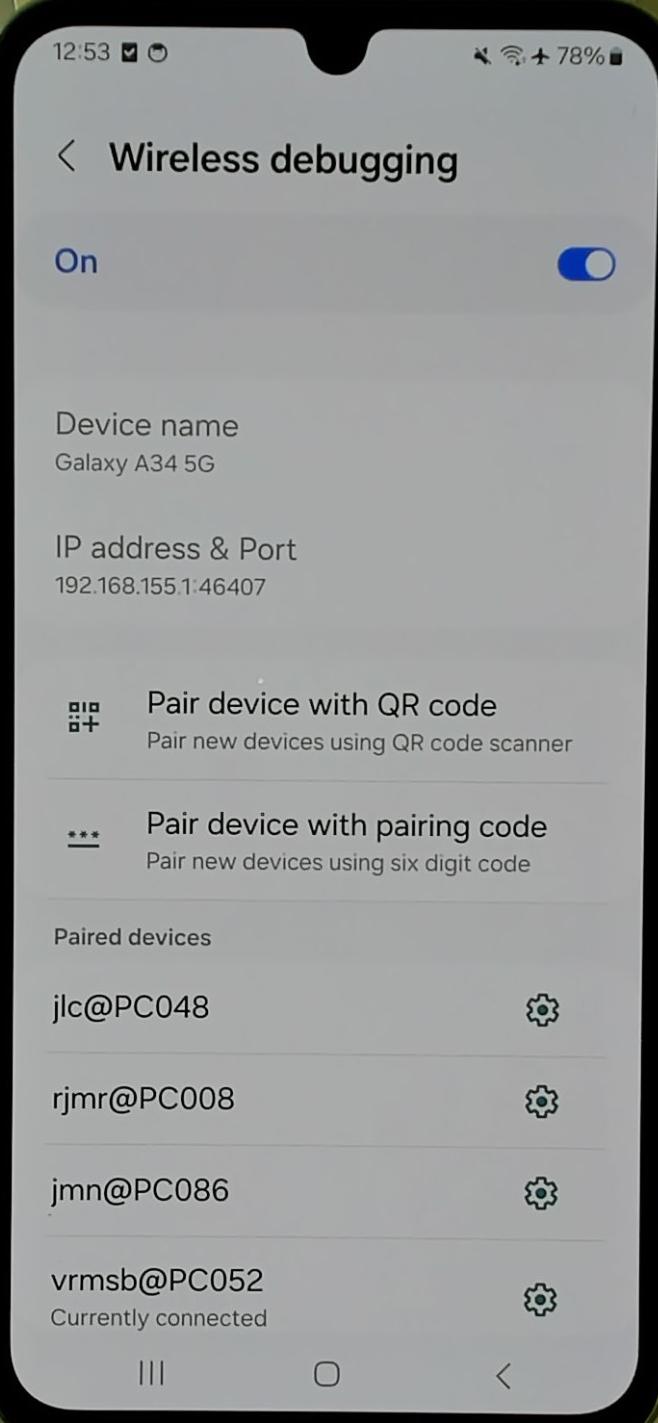 12:53
78%
Wireless debugging
On
Device name
Galaxy A34 5G
IP address & Port
192.168.155.1:46407
Pair device with QR code
Pair new devices using QR code scanner
***
Pair device with pairing code
Pair new devices using six digit code
Paired devices
jlc@PC048
rjmr@PC008
jmn@PC086
vrmsb@PC052
Currently connected